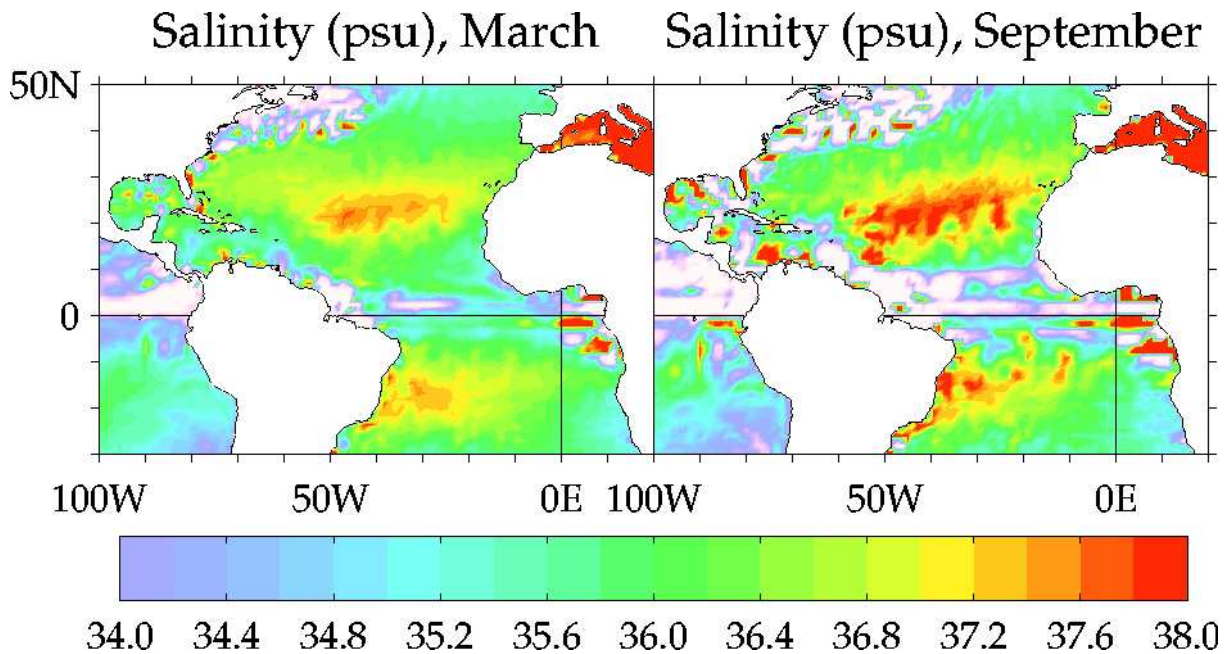 Salinity (psu), March
Salinity (psu), September
50N
0
100W 50W 0E 100W 50W 0E
34.0 34.4 34.8 35.2 35.6 36.0 36.4 36.8 37.2 37.6 38.0